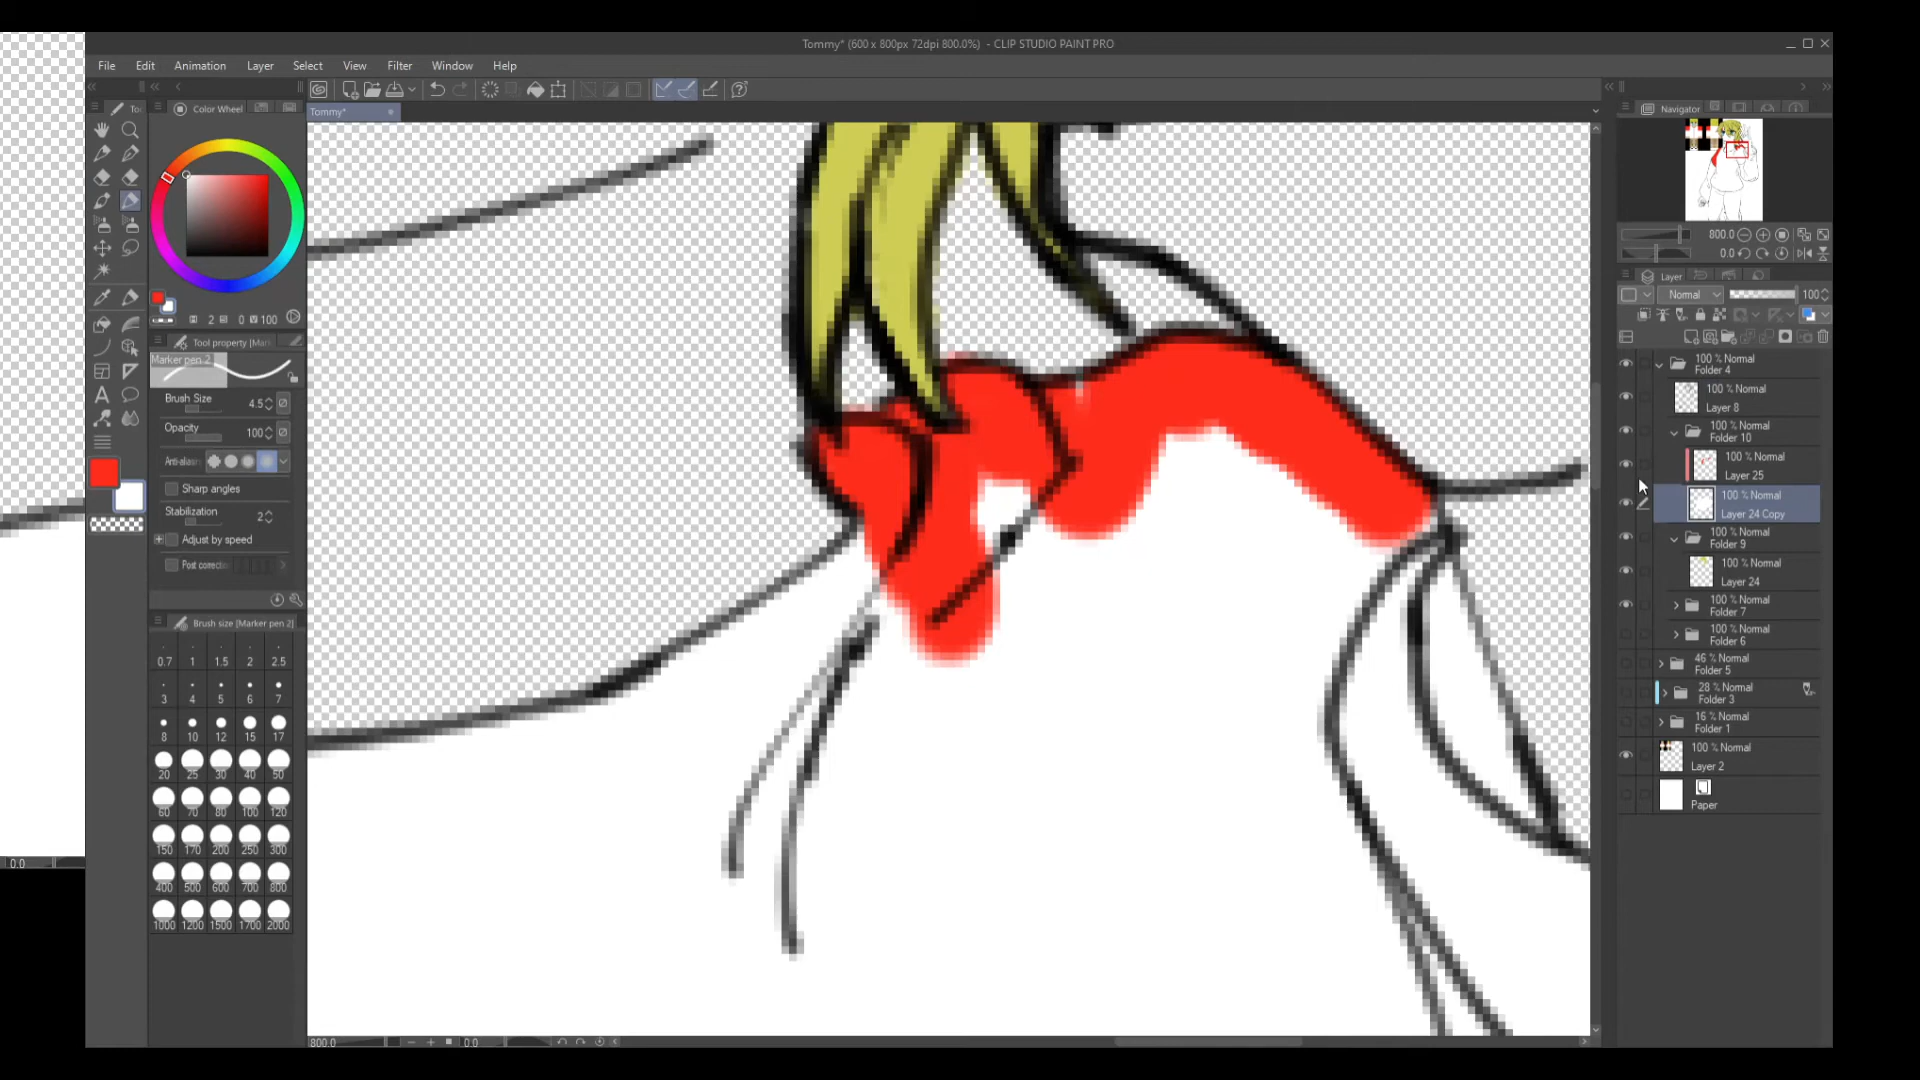 Tommy* (600 x 800px 72dpi 800.0%) - CLIP STUDIO PAINT PRO
File Edit Animation Layer Select View Filter Window Help
Tommy*
Color Wheel
2 0 100
Tool property [Mar
Marker pen 2
Brush Size 4.5
Opacity 100
Anti-alias
Sharp angles
Stabilization 2
Adjust by speed
Post correctio
Brush size [Marker pen 2]
0.7 1 1.5 2 2.5
3 4 5 6 7
8 10 12 15 17
20 25 30 40 50
60 70 80 100 120
150 170 200 250 300
400 500 600 700 800
1000 1200 1500 1700 2000
0.0
800.0 0.0
Navigator
800.0
0.0
Layer
Normal 100
100 % Normal
Folder 4
100 % Normal
Layer 8
100 % Normal
Folder 10
100 % Normal
Layer 25
100 % Normal
Layer 24 Copy
100 % Normal
Folder 9
100 % Normal
Layer 24
100 % Normal
Folder 7
100 % Normal
Folder 6
46 % Normal
Folder 5
28 % Normal
Folder 3
16 % Normal
Folder 1
100 % Normal
Layer 2
Paper